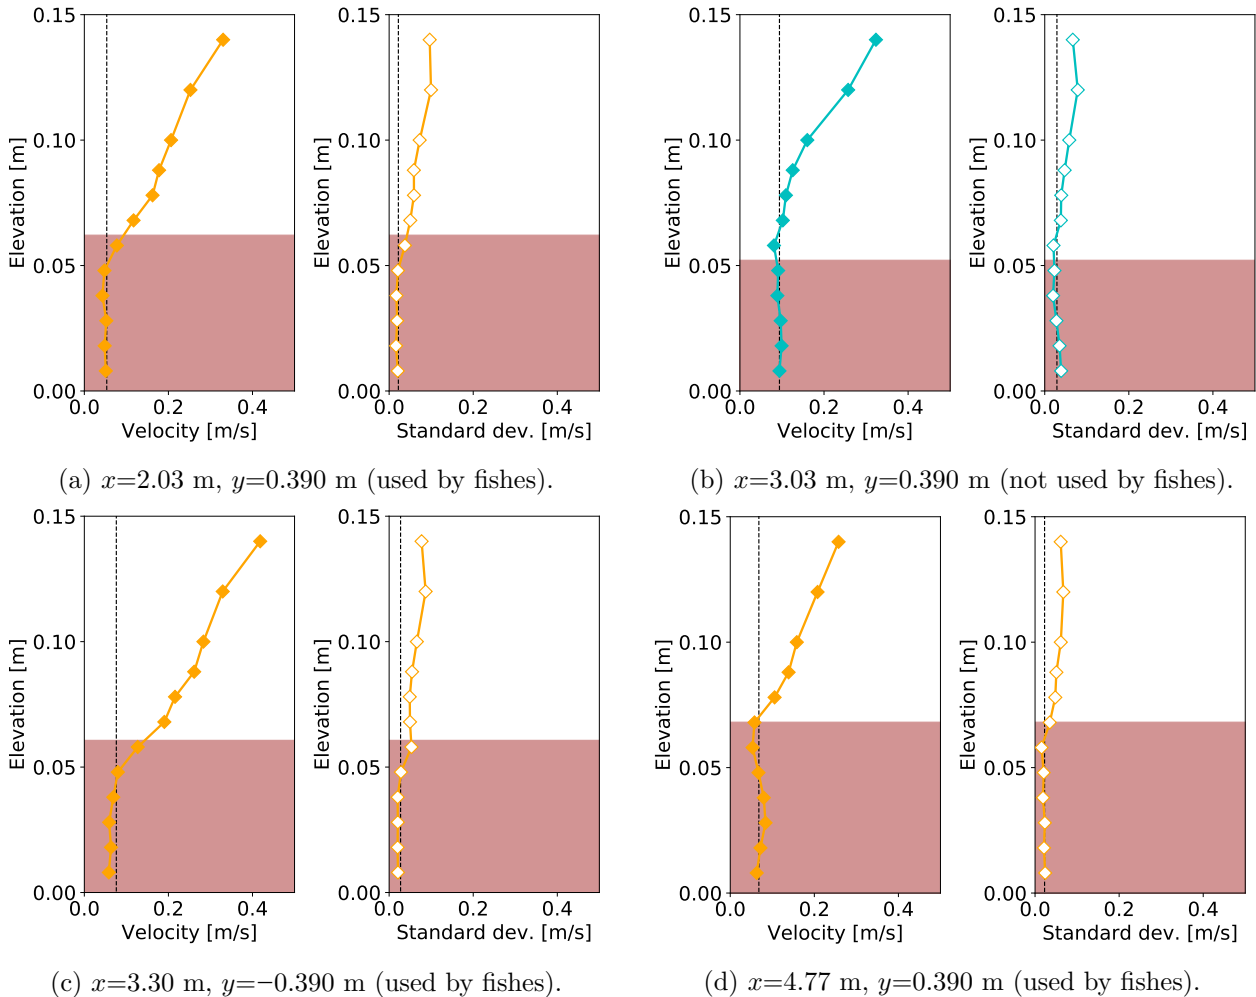 0.15
0.10
0.05
0.00
Elevation [m]
0.0 0.2 0.4
Velocity [m/s]
0.15
0.10
0.05
0.00
Elevation [m]
0.0 0.2 0.4
Standard dev. [m/s]
(a) x=2.03 m, y=0.390 m (used by fishes).
0.15
0.10
0.05
0.00
Elevation [m]
0.0 0.2 0.4
Velocity [m/s]
0.15
0.10
0.05
0.00
Elevation [m]
0.0 0.2 0.4
Standard dev. [m/s]
(b) x=3.03 m, y=0.390 m (not used by fishes).
0.15
0.10
0.05
0.00
Elevation [m]
0.0 0.2 0.4
Velocity [m/s]
0.15
0.10
0.05
0.00
Elevation [m]
0.0 0.2 0.4
Standard dev. [m/s]
(c) x=3.30 m, y=−0.390 m (used by fishes).
0.15
0.10
0.05
0.00
Elevation [m]
0.0 0.2 0.4
Velocity [m/s]
0.15
0.10
0.05
0.00
Elevation [m]
0.0 0.2 0.4
Standard dev. [m/s]
(d) x=4.77 m, y=0.390 m (used by fishes).